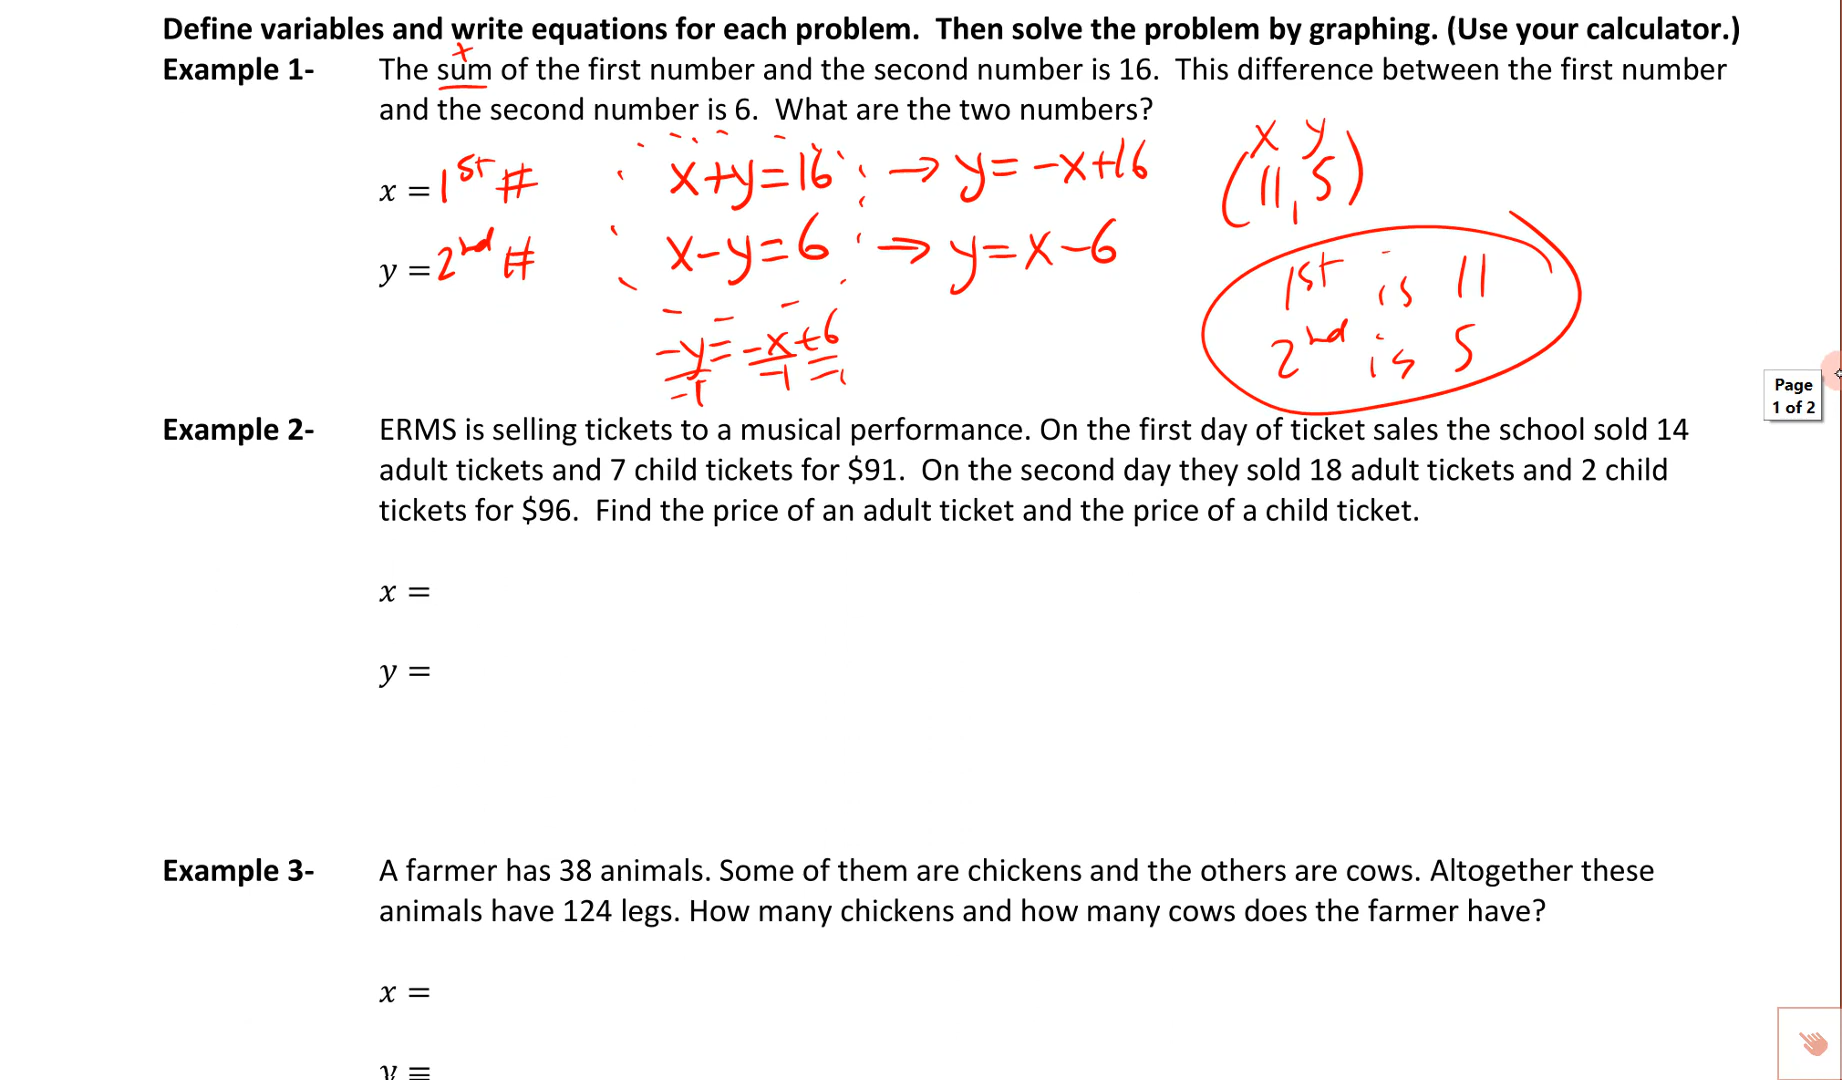 Define variables and write equations for each problem.  Then solve the problem by graphing. (Use your calculator.)
+
Example 1-  The sum of the first number and the second number is 16.  This difference between the first number
and the second number is 6.  What are the two numbers?
x y
x = 1st #  x+y=16 → y=-x+16  (11, 5)
y = 2nd #  x-y=6 ⇒ y=x-6
1st is 11
-y = -x+6  2nd is 5
-1 -1 -1
Page
1 of 2
Example 2-  ERMS is selling tickets to a musical performance. On the first day of ticket sales the school sold 14
adult tickets and 7 child tickets for $91.  On the second day they sold 18 adult tickets and 2 child
tickets for $96.  Find the price of an adult ticket and the price of a child ticket.
x =
y =
Example 3-  A farmer has 38 animals. Some of them are chickens and the others are cows. Altogether these
animals have 124 legs. How many chickens and how many cows does the farmer have?
x =
y =